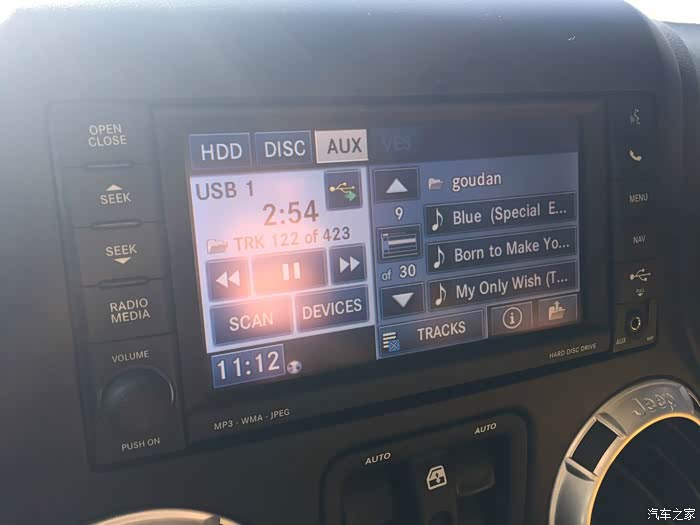 OPEN
CLOSE
SEEK
SEEK
RADIO
MEDIA
VOLUME
PUSH ON
HDD
DISC
AUX
USB 1
2:54
TRK 122 of 423
SCAN
DEVICES
11:12
YES
goudan
9
of 30
Blue (Special E...
Born to Make Yo...
My Only Wish (T...
TRACKS
MP3 · WMA · JPEG
HARD DISC DRIVE
MENU
NAV
PULL
AUX
AUTO
AUTO
Jeep
汽车之家